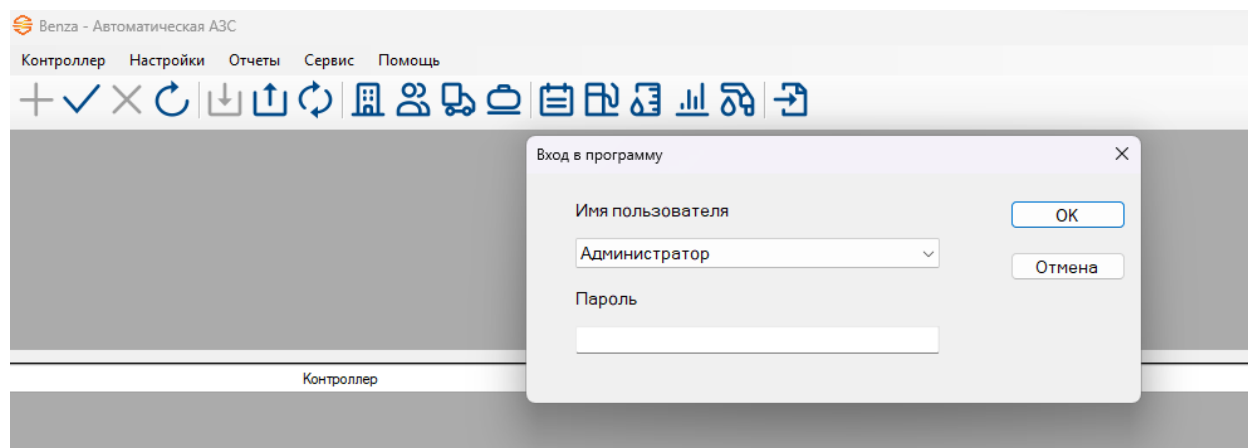 Benza - Автоматическая АЗС
Контроллер Настройки Отчеты Сервис Помощь
Вход в программу
Имя пользователя
OK
Администратор
Отмена
Пароль
Контроллер